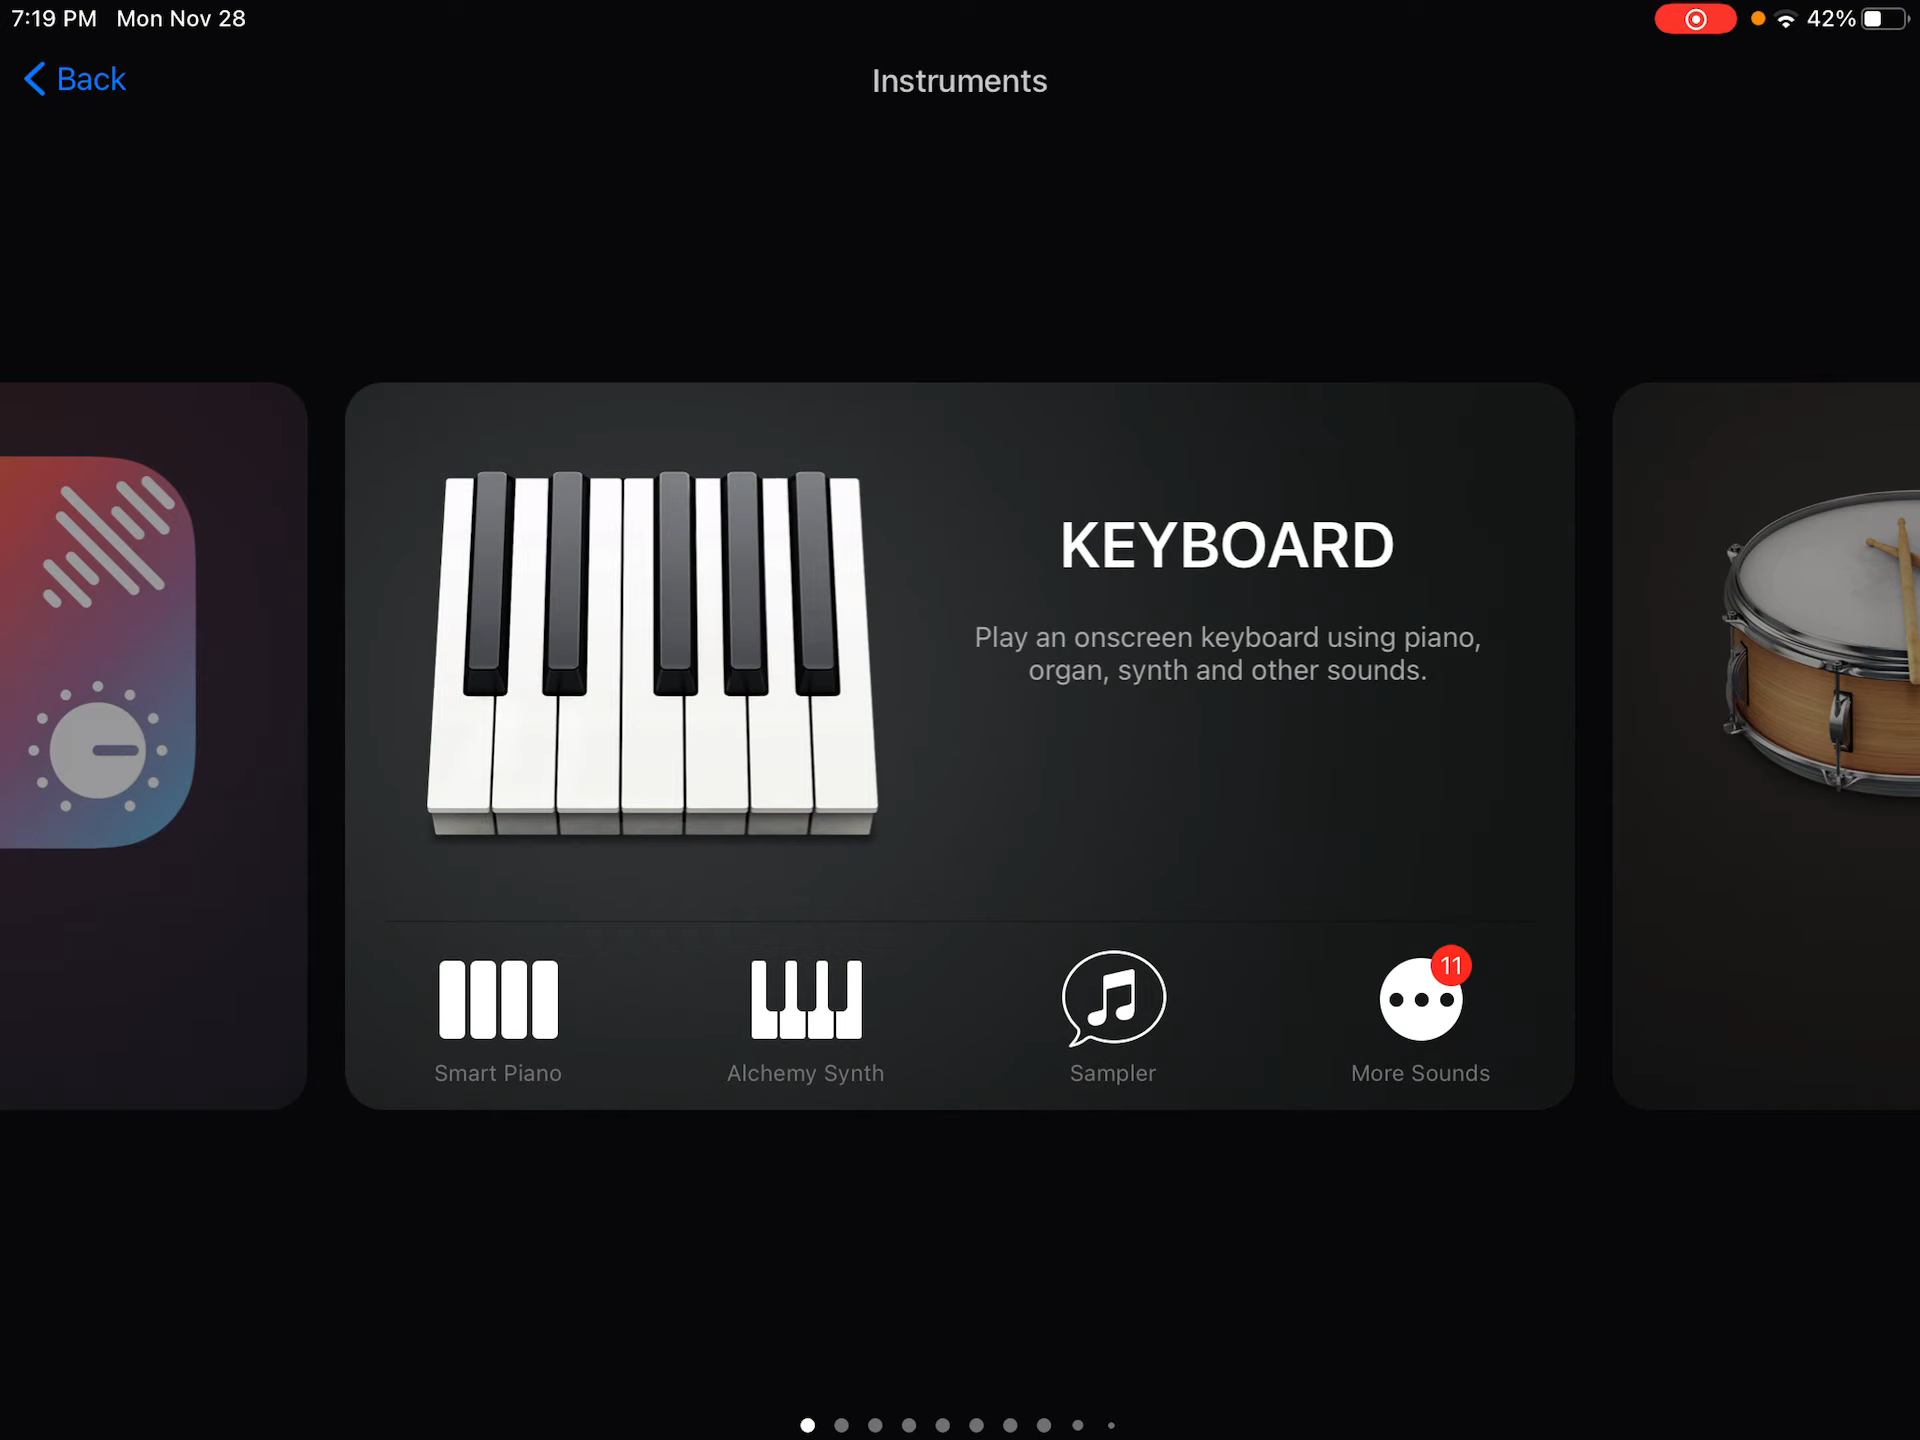 7:19 PM Mon Nov 28
42%
Back
Instruments
KEYBOARD
Play an onscreen keyboard using piano,
organ, synth and other sounds.
11
Smart Piano
Alchemy Synth
Sampler
More Sounds